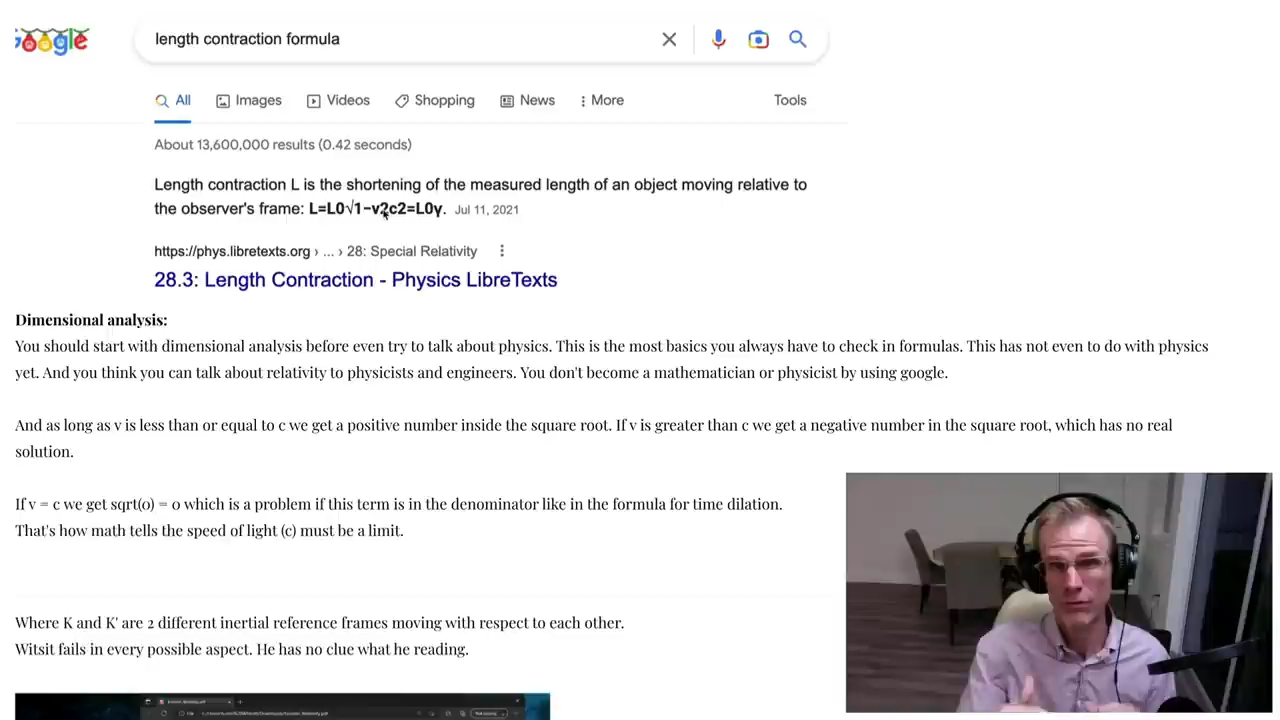 Google
length contraction formula
All Images Videos Shopping News More Tools
About 13,600,000 results (0.42 seconds)
Length contraction L is the shortening of the measured length of an object moving relative to
the observer's frame: L=L0√1−v2c2=L0γ. Jul 11, 2021
https://phys.libretexts.org › ... › 28: Special Relativity
28.3: Length Contraction - Physics LibreTexts
Dimensional analysis:
You should start with dimensional analysis before even try to talk about physics. This is the most basics you always have to check in formulas. This has not even to do with physics
yet. And you think you can talk about relativity to physicists and engineers. You don't become a mathematician or physicist by using google.
And as long as v is less than or equal to c we get a positive number inside the square root. If v is greater than c we get a negative number in the square root, which has no real
solution.
If v = c we get sqrt(0) = 0 which is a problem if this term is in the denominator like in the formula for time dilation.
That's how math tells the speed of light (c) must be a limit.
Where K and K' are 2 different inertial reference frames moving with respect to each other.
Witsit fails in every possible aspect. He has no clue what he reading.